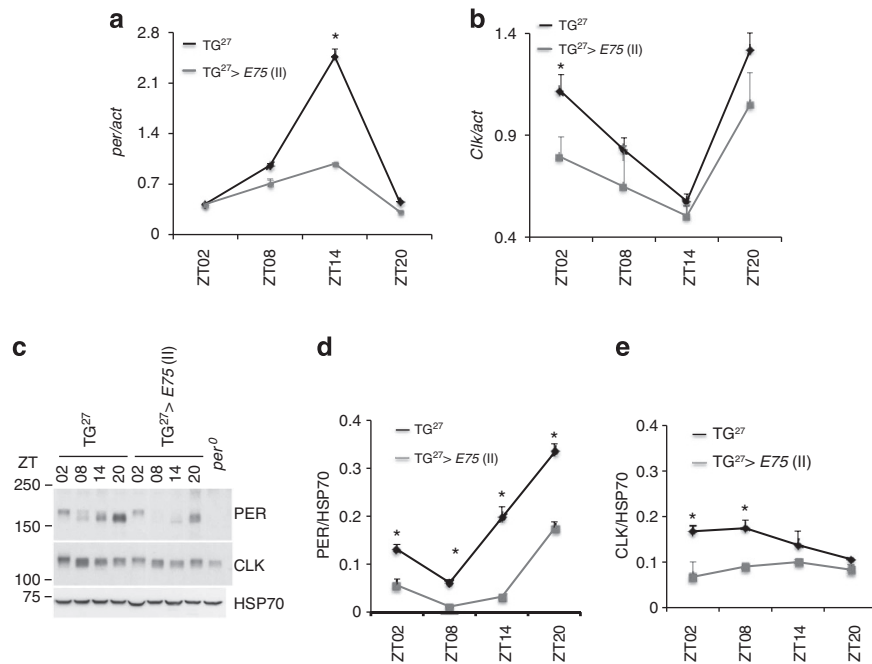 a
2.8
2.1
1.4
0.7
0
per/act
TG27
TG27> E75 (II)
*
ZT02
ZT08
ZT14
ZT20
b
1.4
0.9
0.4
Clk/act
TG27
TG27> E75 (II)
*
ZT02
ZT08
ZT14
ZT20
c
TG27
TG27> E75 (II)
per0
ZT
02 08 14 20 02 08 14 20
250
150
100
75
PER
CLK
HSP70
d
0.4
0.3
0.2
0.1
0
PER/HSP70
TG27
TG27> E75 (II)
*
*
*
*
ZT02
ZT08
ZT14
ZT20
e
0.4
0.3
0.2
0.1
0
CLK/HSP70
TG27
TG27> E75 (II)
* *
ZT02
ZT08
ZT14
ZT20